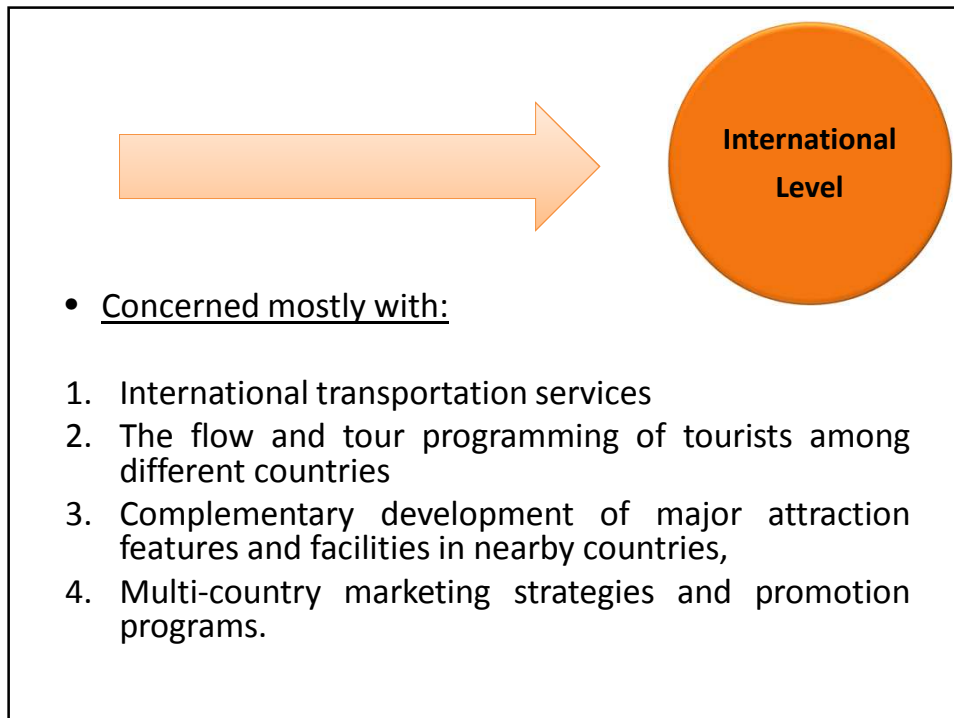 International
Level
• Concerned mostly with:
1. International transportation services
2. The flow and tour programming of tourists among
different countries
3. Complementary development of major attraction
features and facilities in nearby countries,
4. Multi-country marketing strategies and promotion
programs.